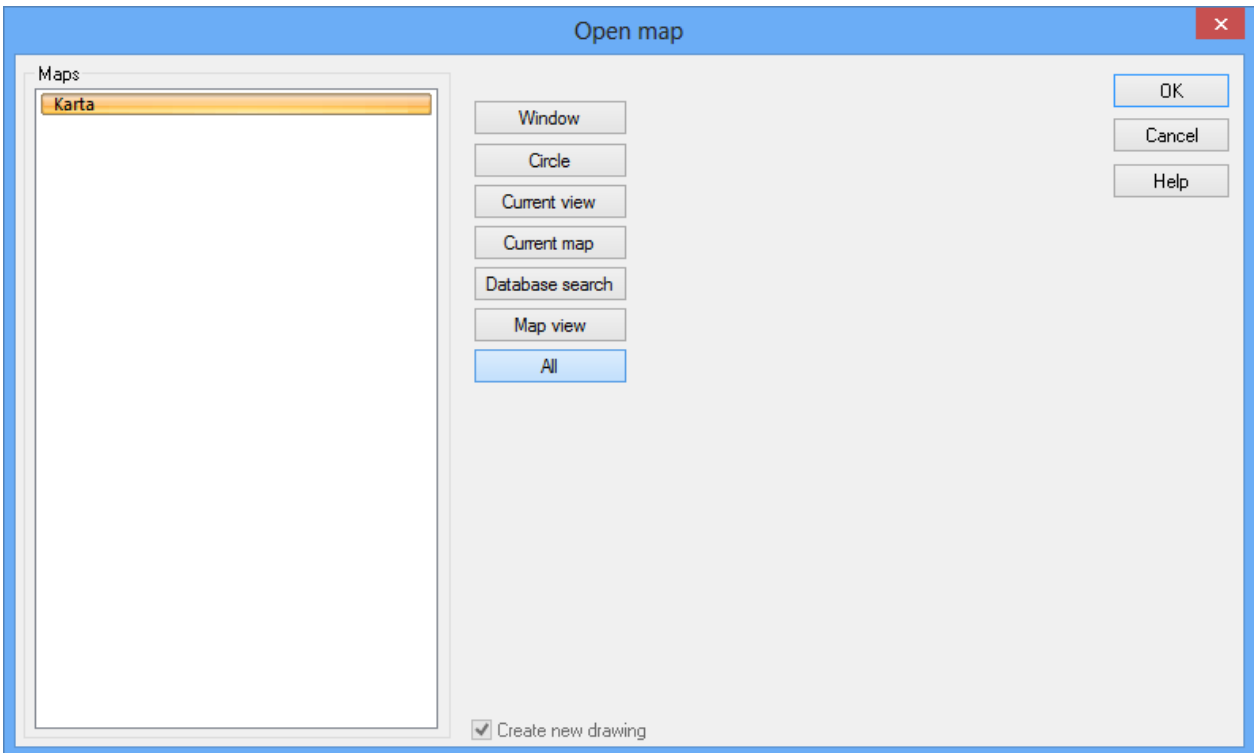 Open map
Maps
Karta
Window
Circle
Current view
Current map
Database search
Map view
All
Create new drawing
OK
Cancel
Help